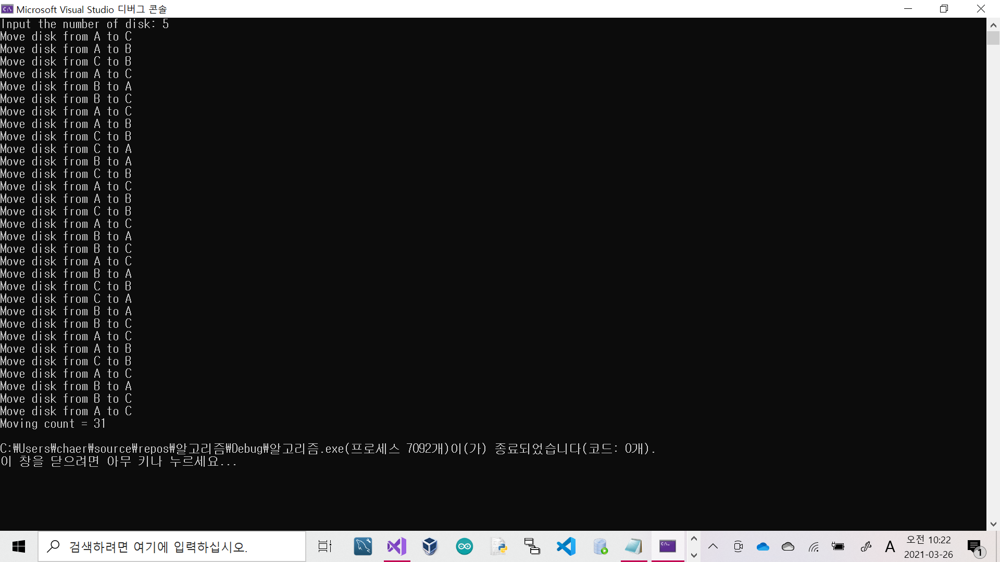 Microsoft Visual Studio 디버그 콘솔
Input the number of disk: 5
Move disk from A to C
Move disk from A to B
Move disk from C to B
Move disk from A to C
Move disk from B to A
Move disk from B to C
Move disk from A to C
Move disk from A to B
Move disk from C to B
Move disk from C to A
Move disk from B to A
Move disk from C to B
Move disk from A to C
Move disk from A to B
Move disk from C to B
Move disk from A to C
Move disk from B to A
Move disk from B to C
Move disk from A to C
Move disk from B to A
Move disk from C to B
Move disk from C to A
Move disk from B to A
Move disk from B to C
Move disk from A to C
Move disk from A to B
Move disk from C to B
Move disk from A to C
Move disk from B to A
Move disk from B to C
Move disk from A to C
Moving count = 31
C:₩Users₩chaer₩source₩repos₩알고리즘₩Debug₩알고리즘.exe(프로세스 7092개)이(가) 종료되었습니다(코드: 0개).
이 창을 닫으려면 아무 키나 누르세요...
검색하려면 여기에 입력하십시오.
A
오전 10:22
2021-03-26
1